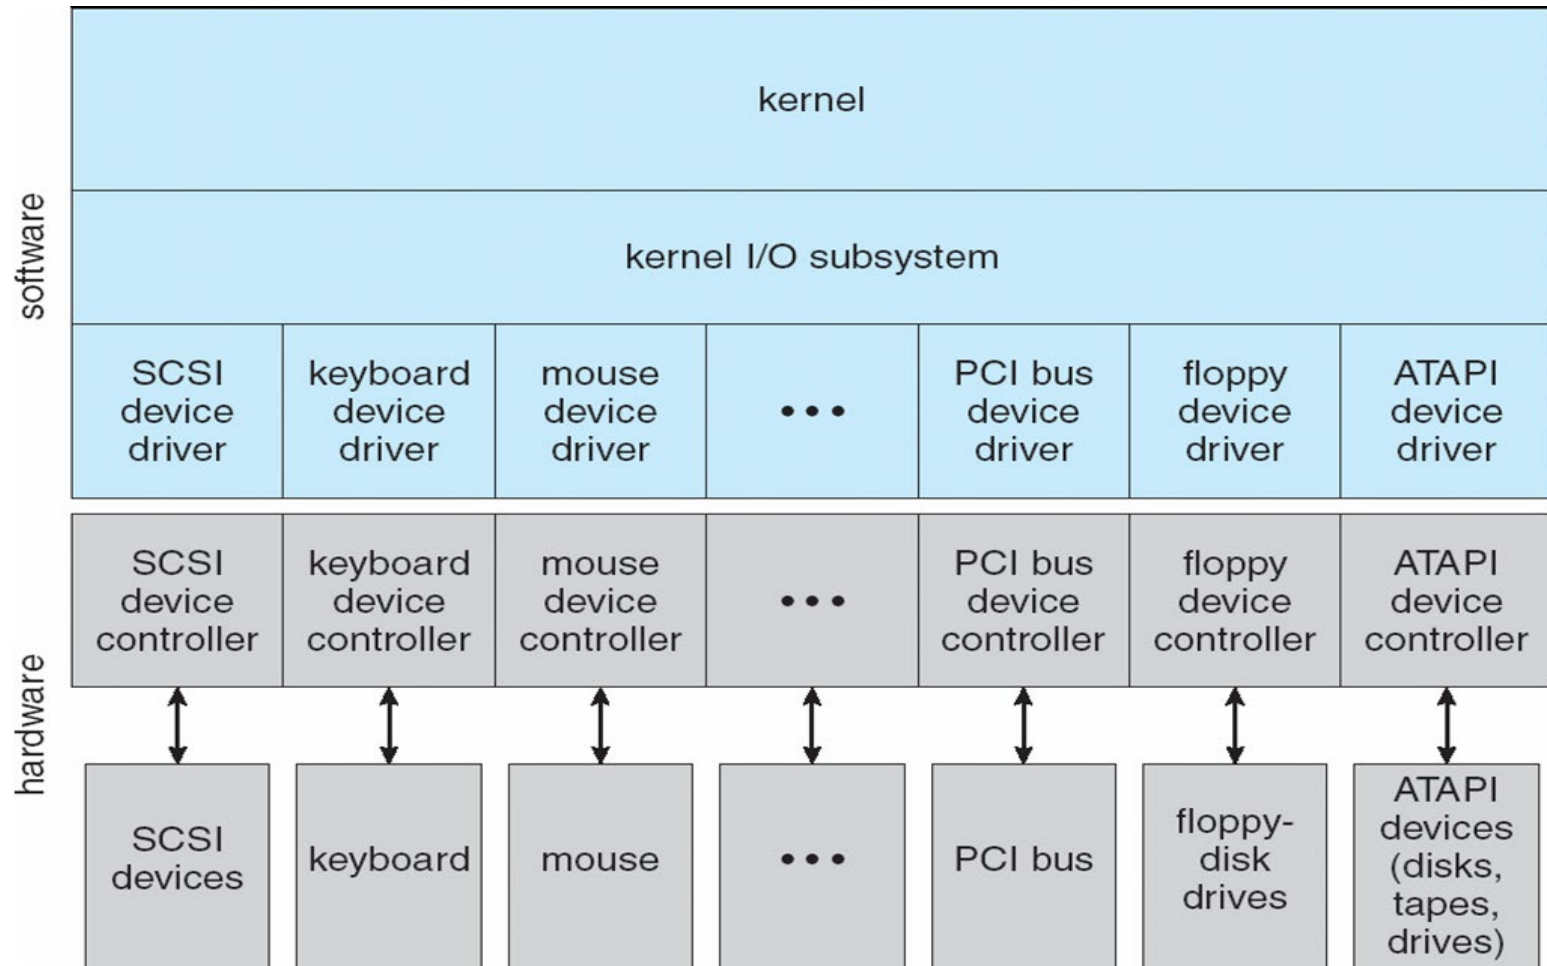 software
kernel
kernel I/O subsystem
SCSI
device
driver
keyboard
device
driver
mouse
device
driver
•••
PCI bus
device
driver
floppy
device
driver
ATAPI
device
driver
hardware
SCSI
device
controller
keyboard
device
controller
mouse
device
controller
•••
PCI bus
device
controller
floppy
device
controller
ATAPI
device
controller
SCSI
devices
keyboard
mouse
•••
PCI bus
floppy-
disk
drives
ATAPI
devices
(disks,
tapes,
drives)